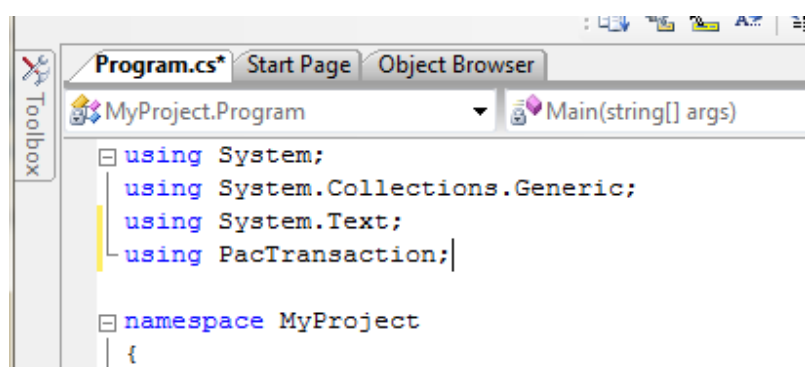 Program.cs* Start Page Object Browser
Toolbox
MyProject.Program Main(string[] args)
using System;
using System.Collections.Generic;
using System.Text;
using PacTransaction;
namespace MyProject
{